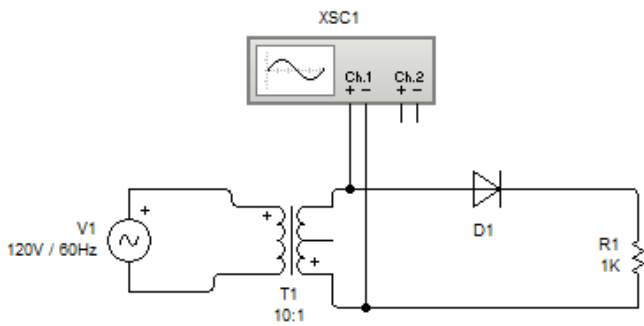 XSC1
Ch.1 Ch.2
+ − + −
V1
120V / 60Hz
+
+
+
T1
10:1
D1
R1
1K